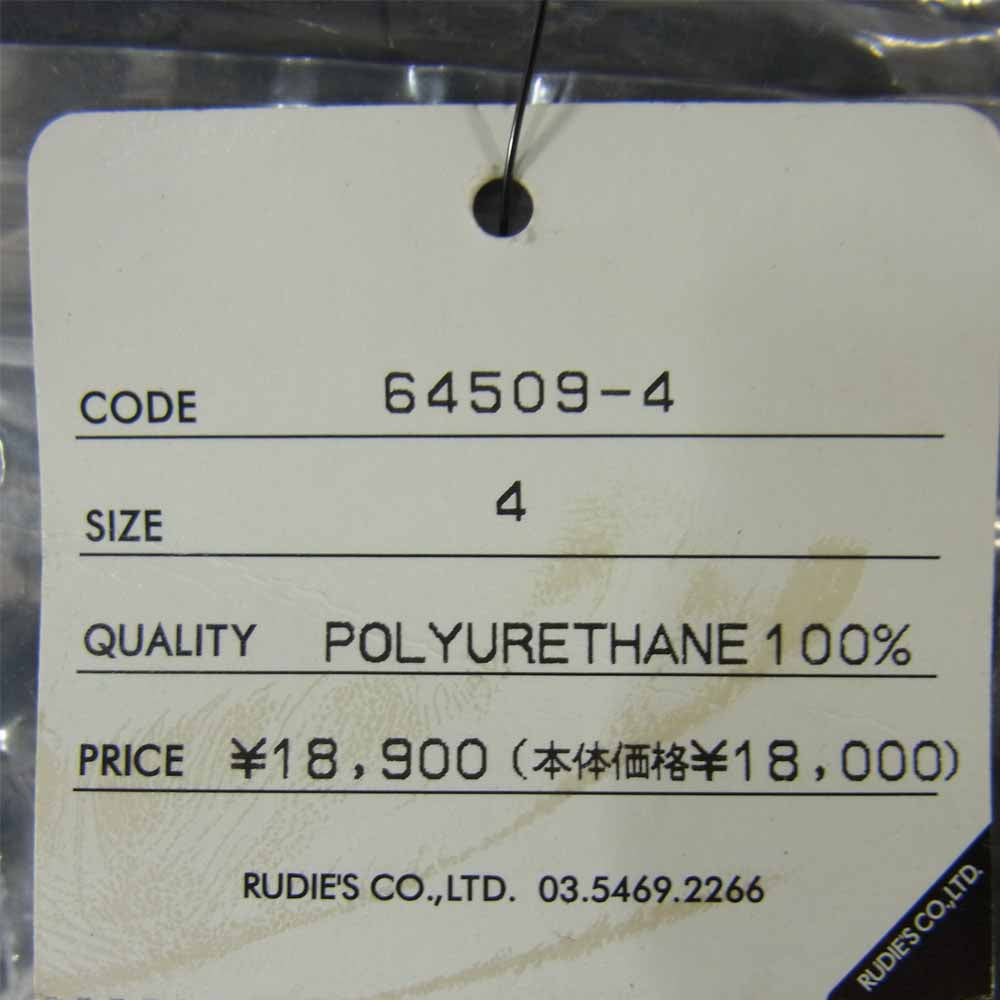 CODE 64509-4
SIZE 4
QUALITY POLYURETHANE 100%
PRICE ¥18,900 (本体価格¥18,000)
RUDIE'S CO.,LTD. 03.5469.2266
RUDIE'S CO.,LTD.